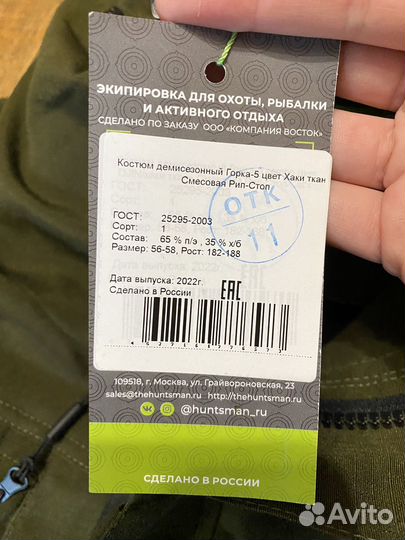 ЭКИПИРОВКА ДЛЯ ОХОТЫ, РЫБАЛКИ
И АКТИВНОГО ОТДЫХА
СДЕЛАНО ПО ЗАКАЗУ ООО «КОМПАНИЯ ВОСТОК»
Костюм демисезонный Горка-5 цвет Хаки ткан
Смесовая Рип-Стоп
ОТК
11
ГОСТ: 25295-2003
Сорт: 1
Состав: 65 % п/э , 35 % х/б
Размер: 56-58, Рост: 182-188
Дата выпуска: 2022г.
Сделано в России
EAC
109518, г. Москва, ул. Грайвороновская, 23
sales@thehuntsman.ru http://thehuntsman.ru
@huntsman_ru
СДЕЛАНО В РОССИИ
Avito